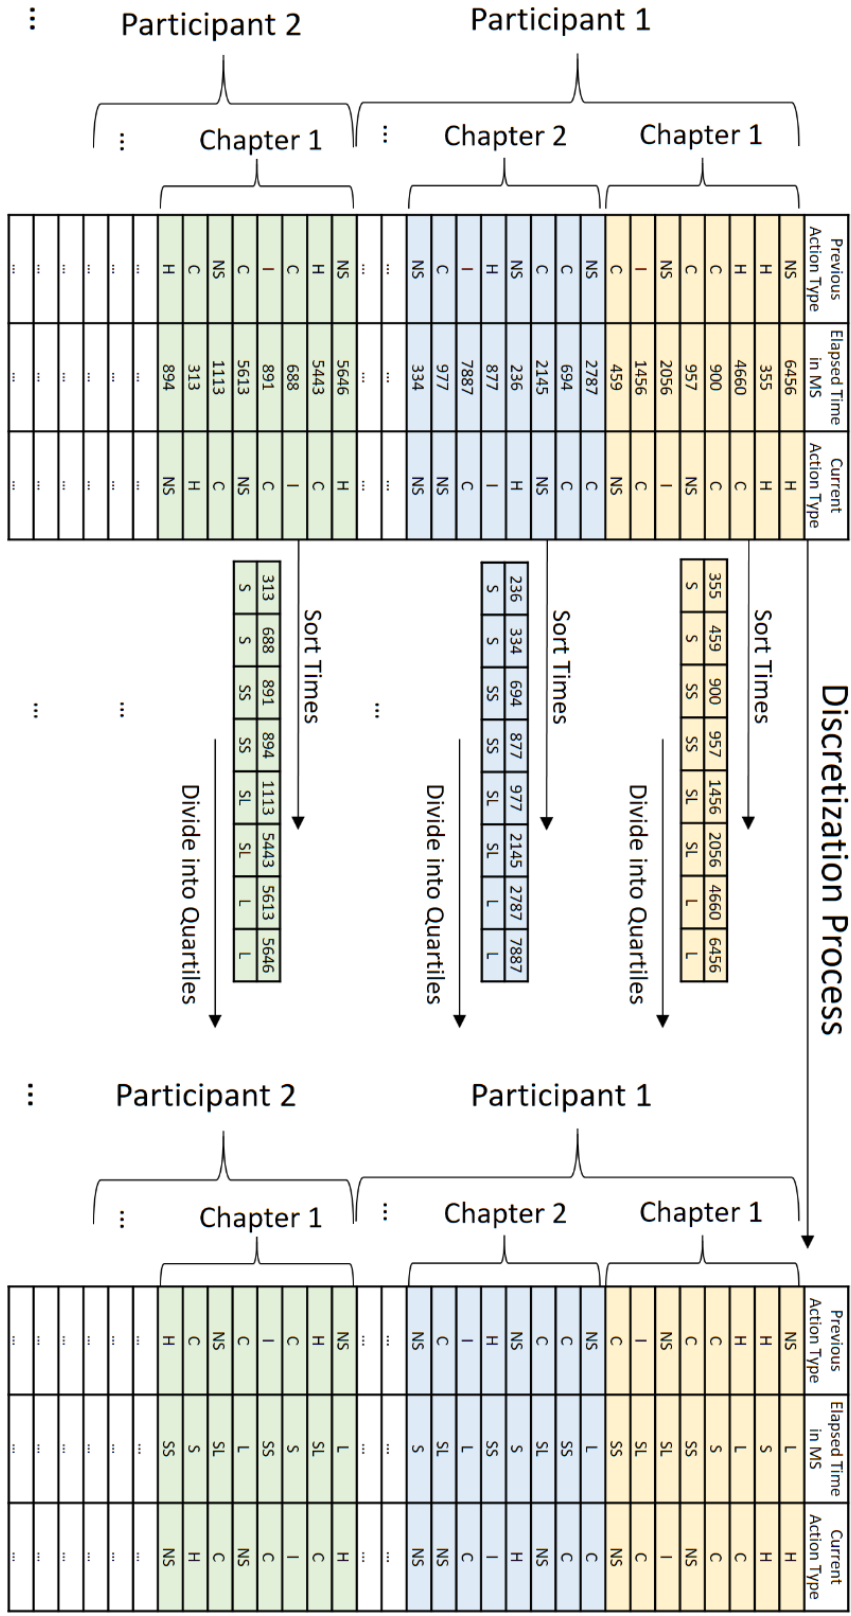 Discretization Process
Participant 1
Chapter 1
Chapter 2
...
Participant 2
Chapter 1
...
...
Previous Action Type Elapsed Time in MS Current Action Type
NS 6456 H
H 355 H
H 4660 C
C 900 C
C 957 NS
NS 2056 I
I 1456 C
C 459 NS
NS 2787 C
C 694 C
C 2145 NS
NS 236 H
H 877 I
I 7887 C
C 977 NS
NS 334 NS
... ... ...
... ... ...
NS 5646 H
H 5443 C
C 688 I
I 891 C
C 5613 NS
NS 1113 C
C 313 H
H 894 NS
... ... ...
... ... ...
... ... ...
... ... ...
... ... ...
... ... ...
Sort Times
355 459 900 957 1456 2056 4660 6456
S S SS SS SL SL L L
Divide into Quartiles
Sort Times
236 334 694 877 977 2145 2787 7887
S S SS SS SL SL L L
Divide into Quartiles
...
Sort Times
313 688 891 894 1113 5443 5613 5646
S S SS SS SL SL L L
Divide into Quartiles
...
...
Participant 1
Chapter 1
Chapter 2
...
Participant 2
Chapter 1
...
...
Previous Action Type Elapsed Time in MS Current Action Type
NS L H
H S H
H L C
C S C
C SS NS
NS SL I
I SL C
C SS NS
NS L C
C SS C
C SL NS
NS S H
H SS I
I L C
C SL NS
NS S NS
... ... ...
... ... ...
NS L H
H SL C
C S I
I SS C
C L NS
NS SL C
C S H
H SS NS
... ... ...
... ... ...
... ... ...
... ... ...
... ... ...
... ... ...